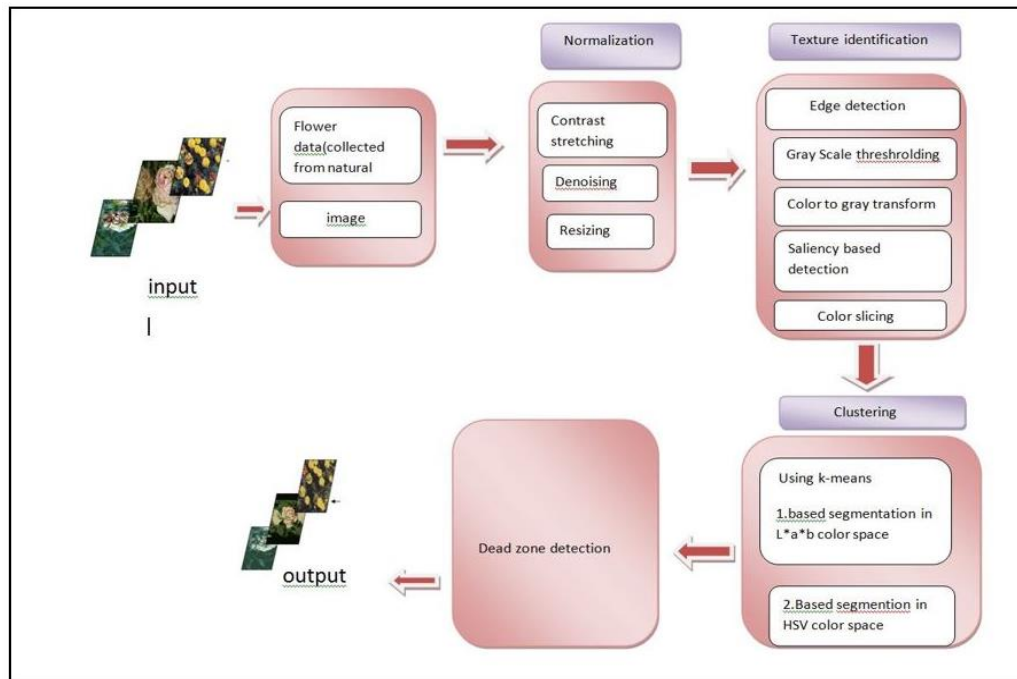 Normalization
Texture identification
Flower
data(collected
from natural
image
Contrast
stretching
Denoising
Resizing
Edge detection
Gray Scale threshrolding
Color to gray transform
Saliency based
detection
Color slicing
input
Clustering
Using k-means
1.based segmentation in
L*a*b color space
2.Based segmention in
HSV color space
Dead zone detection
output